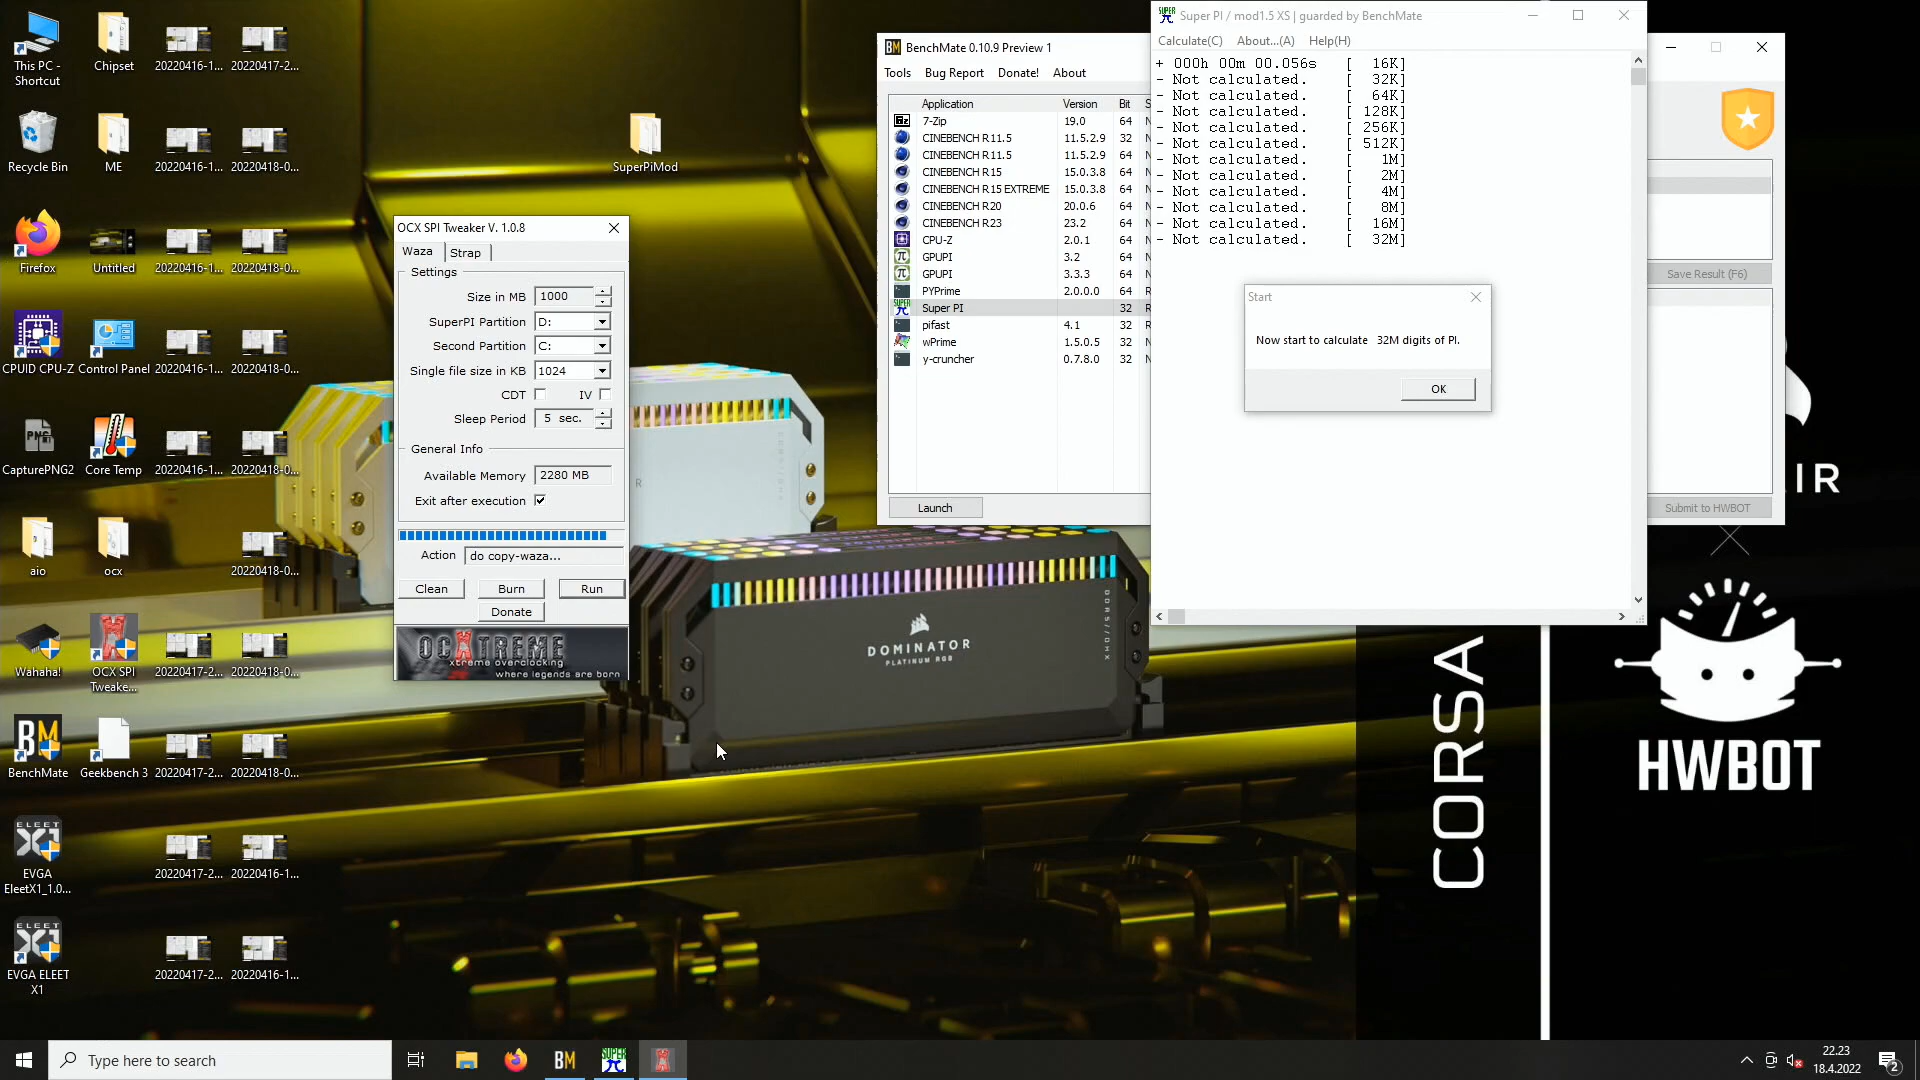 This PC - Shortcut
Chipset
20220416-1...
20220417-2...
Recycle Bin
ME
20220416-1...
20220418-0...
SuperPiMod
Firefox
Untitled
20220416-1...
20220418-0...
CPUID CPU-Z
Control Panel
20220416-1...
20220418-0...
CapturePNG2
Core Temp
20220416-1...
20220418-0...
aio
ocx
20220418-0...
Wahaha!
OCX SPI Tweake...
20220417-2...
20220418-0...
BenchMate
Geekbench 3
20220417-2...
20220418-0...
EVGA EleetX1_1.0...
20220417-2...
20220416-1...
EVGA ELEET X1
20220417-2...
20220416-1...
OCX SPI Tweaker V. 1.0.8
Waza
Strap
Settings
Size in MB 1000
SuperPI Partition D:
Second Partition C:
Single file size in KB 1024
CDT IV
Sleep Period 5 sec.
General Info
Available Memory 2280 MB
Exit after execution
Action do copy-waza...
Clean Burn Run
Donate
OCXTREME
xtreme overclocking
where legends are born
BM BenchMate 0.10.9 Preview 1
Tools Bug Report Donate! About
Application Version Bit S
7-Zip 19.0 64 N
CINEBENCH R11.5 11.5.2.9 32 N
CINEBENCH R11.5 11.5.2.9 64 N
CINEBENCH R15 15.0.3.8 64 N
CINEBENCH R15 EXTREME 15.0.3.8 64 N
CINEBENCH R20 20.0.6 64 N
CINEBENCH R23 23.2 64 N
CPU-Z 2.0.1 64 N
GPUPI 3.2 64 N
GPUPI 3.3.3 64 N
PYPrime 2.0.0.0 64 N
Super PI 32 R
pifast 4.1 32 R
wPrime 1.5.0.5 32 N
y-cruncher 0.7.8.0 32 N
Launch
Save Result (F6)
Submit to HWBOT
Super PI / mod1.5 XS | guarded by BenchMate
Calculate(C) About...(A) Help(H)
+ 000h 00m 00.056s [ 16K]
- Not calculated. [ 32K]
- Not calculated. [ 64K]
- Not calculated. [ 128K]
- Not calculated. [ 256K]
- Not calculated. [ 512K]
- Not calculated. [ 1M]
- Not calculated. [ 2M]
- Not calculated. [ 4M]
- Not calculated. [ 8M]
- Not calculated. [ 16M]
- Not calculated. [ 32M]
Start
Now start to calculate 32M digits of PI.
OK
DOMINATOR
PLATINUM RGB
DDR5
CORSA
IR
HWBOT
Type here to search
22.23
18.4.2022
2